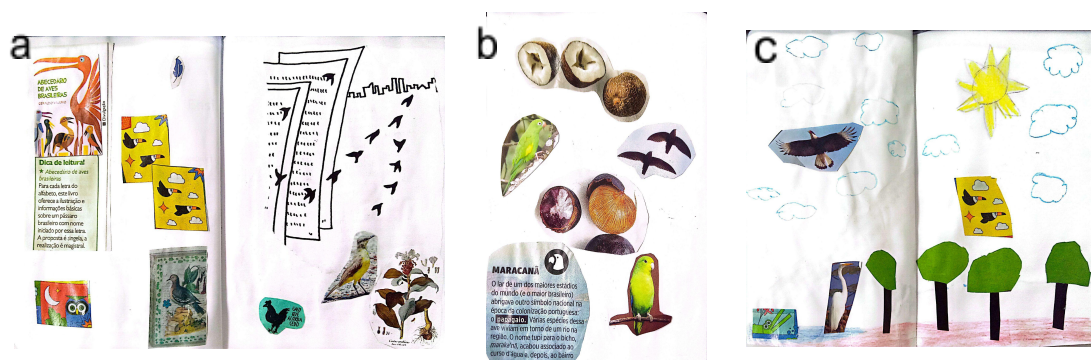 a
ABECEDÁRIO
DE AVES
BRASILEIRAS
Dica de leitura!
★ Abecedário de aves
brasileiras
Para cada letra do
alfabeto, este livro
oferece a ilustração e
informações básicas
sobre um pássaro
brasileiro com nome
iniciado por essa letra.
A proposta é singela, a
realização é magistral.
b
MARACANÃ
O lar de um dos maiores estádios
do mundo (e o maior brasileiro)
abrigava outro símbolo nacional na
época da colonização portuguesa:
o papagaio. Várias espécies dessa
ave viviam em torno de um rio na
região. O nome tupi para o bicho,
maraka'nã, acabou associado ao
curso d'água e, depois, ao bairro
c